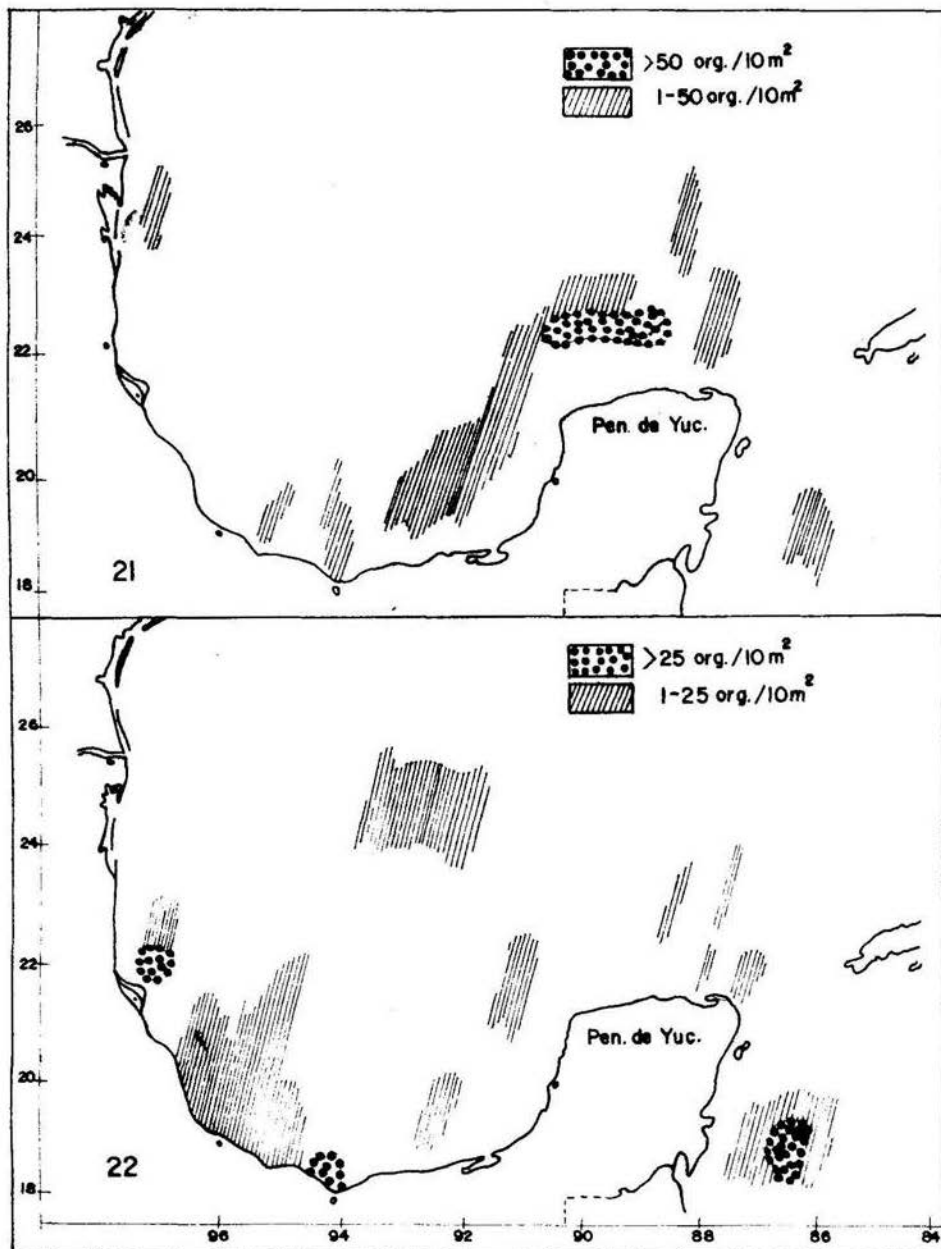 >50 org./10m²
1-50 org./10m²
26
24
22
20
18
Pen. de Yuc.
21
>25 org./10m²
1-25 org./10m²
26
24
22
20
18
Pen. de Yuc.
22
96 94 92 90 88 86 84